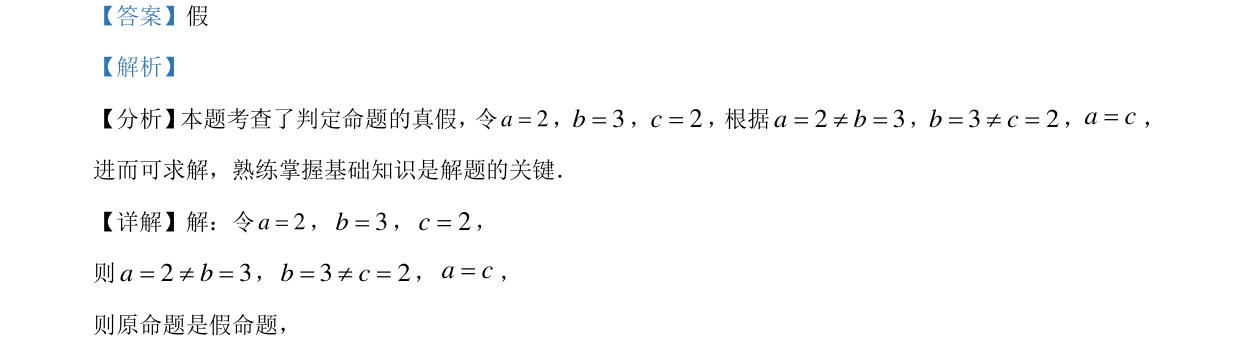 【答案】假
【解析】
【分析】本题考查了判定命题的真假，令a＝2，b＝3，c＝2，根据a＝2≠b＝3，b＝3≠c＝2，a＝c，
进而可求解，熟练掌握基础知识是解题的关键．
【详解】解：令a＝2，b＝3，c＝2，
则a＝2≠b＝3，b＝3≠c＝2，a＝c，
则原命题是假命题，